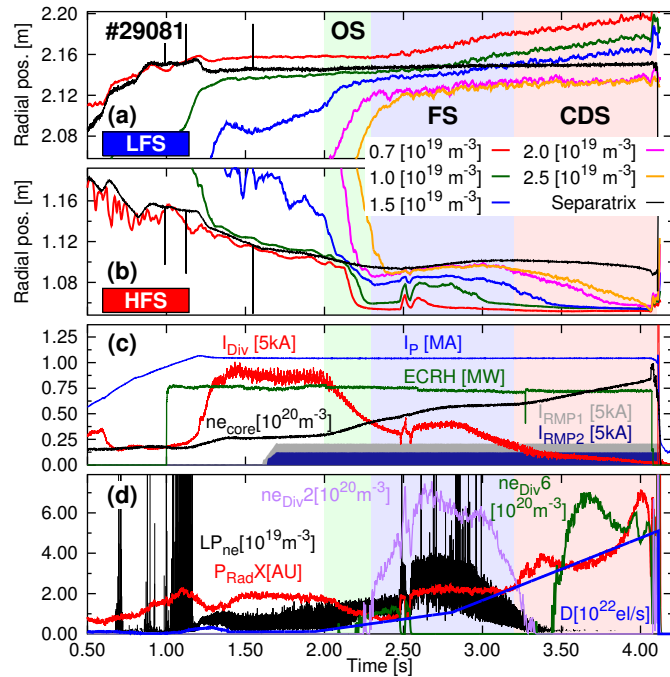 #29081
OS
2.20
2.16
2.12
2.08
Radial pos. [m]
(a)
LFS
FS
CDS
0.7 [10^19 m^-3]
2.0 [10^19 m^-3]
1.0 [10^19 m^-3]
2.5 [10^19 m^-3]
1.5 [10^19 m^-3]
Separatrix
1.16
1.12
1.08
Radial pos. [m]
(b)
HFS
1.25
1.00
0.75
0.50
0.25
0.00
(c)
I_Div [5kA]
I_P [MA]
ECRH [MW]
ne_core[10^20m^-3]
I_RMP1 [5kA]
I_RMP2 [5kA]
6.00
4.00
2.00
0.00
(d)
ne_Div2[10^20m^-3]
ne_Div6
[10^20m^-3]
LP_ne[10^19m^-3]
P_RadX[AU]
D[10^22el/s]
0.50 1.00 1.50 2.00 2.50 3.00 3.50 4.0
Time [s]